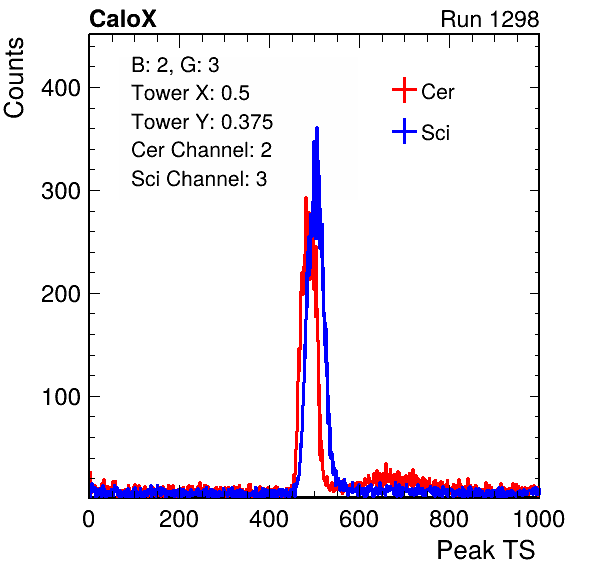 CaloX Run 1298
Counts
B: 2, G: 3
Tower X: 0.5
Tower Y: 0.375
Cer Channel: 2
Sci Channel: 3
Cer
Sci
400
300
200
100
0 200 400 600 800 1000
Peak TS